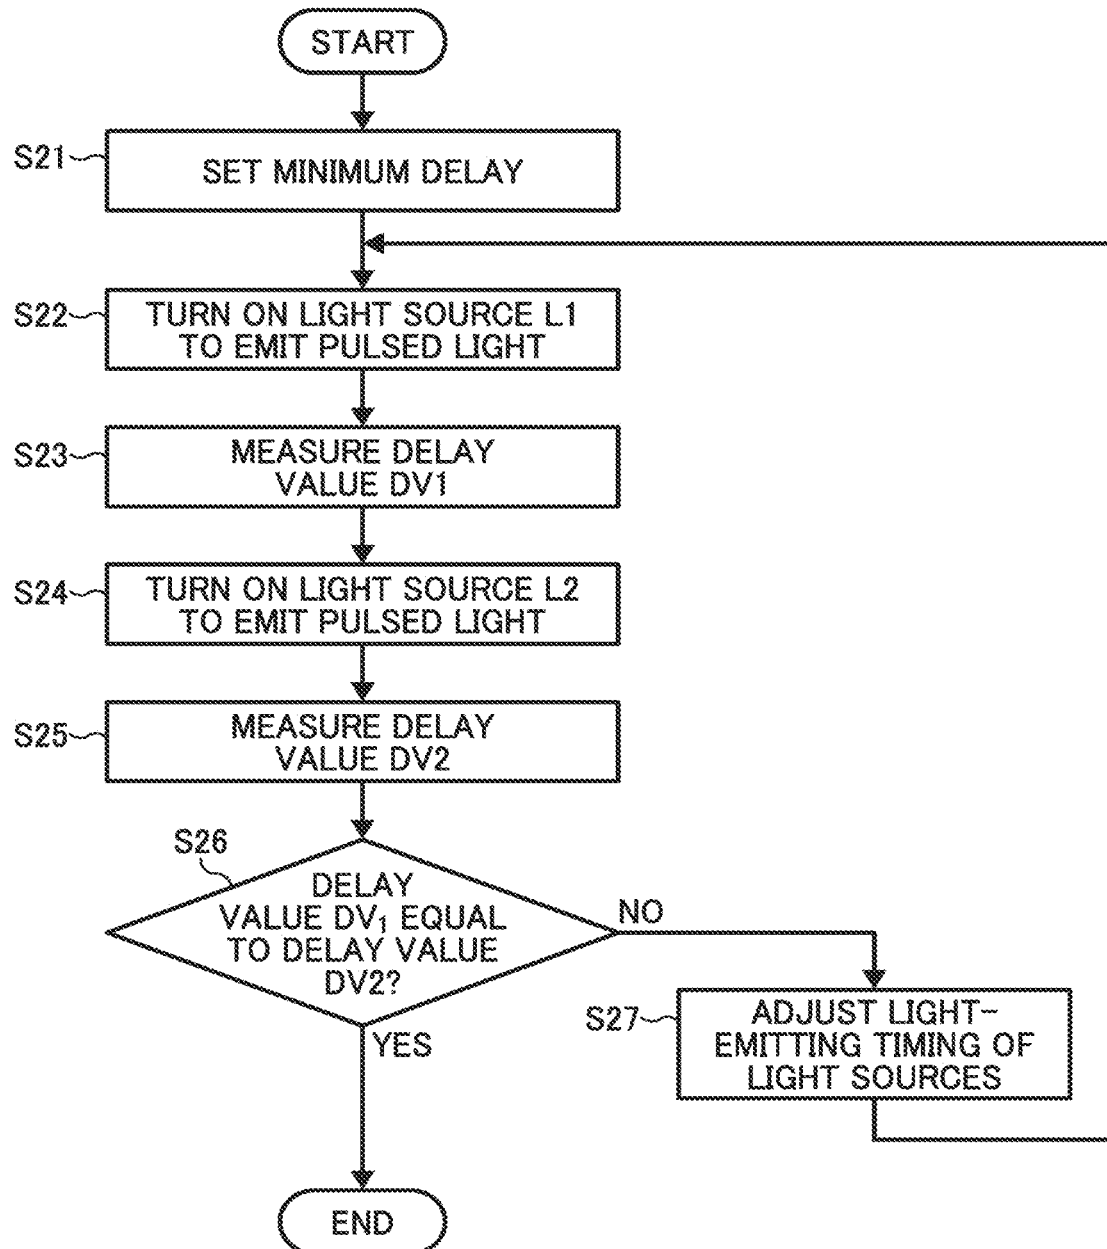 START
S21
SET MINIMUM DELAY
S22
TURN ON LIGHT SOURCE L1
TO EMIT PULSED LIGHT
S23
MEASURE DELAY
VALUE DV1
S24
TURN ON LIGHT SOURCE L2
TO EMIT PULSED LIGHT
S25
MEASURE DELAY
VALUE DV2
S26
DELAY
VALUE DV₁ EQUAL
TO DELAY VALUE
DV2?
NO
YES
S27
ADJUST LIGHT-
EMITTING TIMING OF
LIGHT SOURCES
END